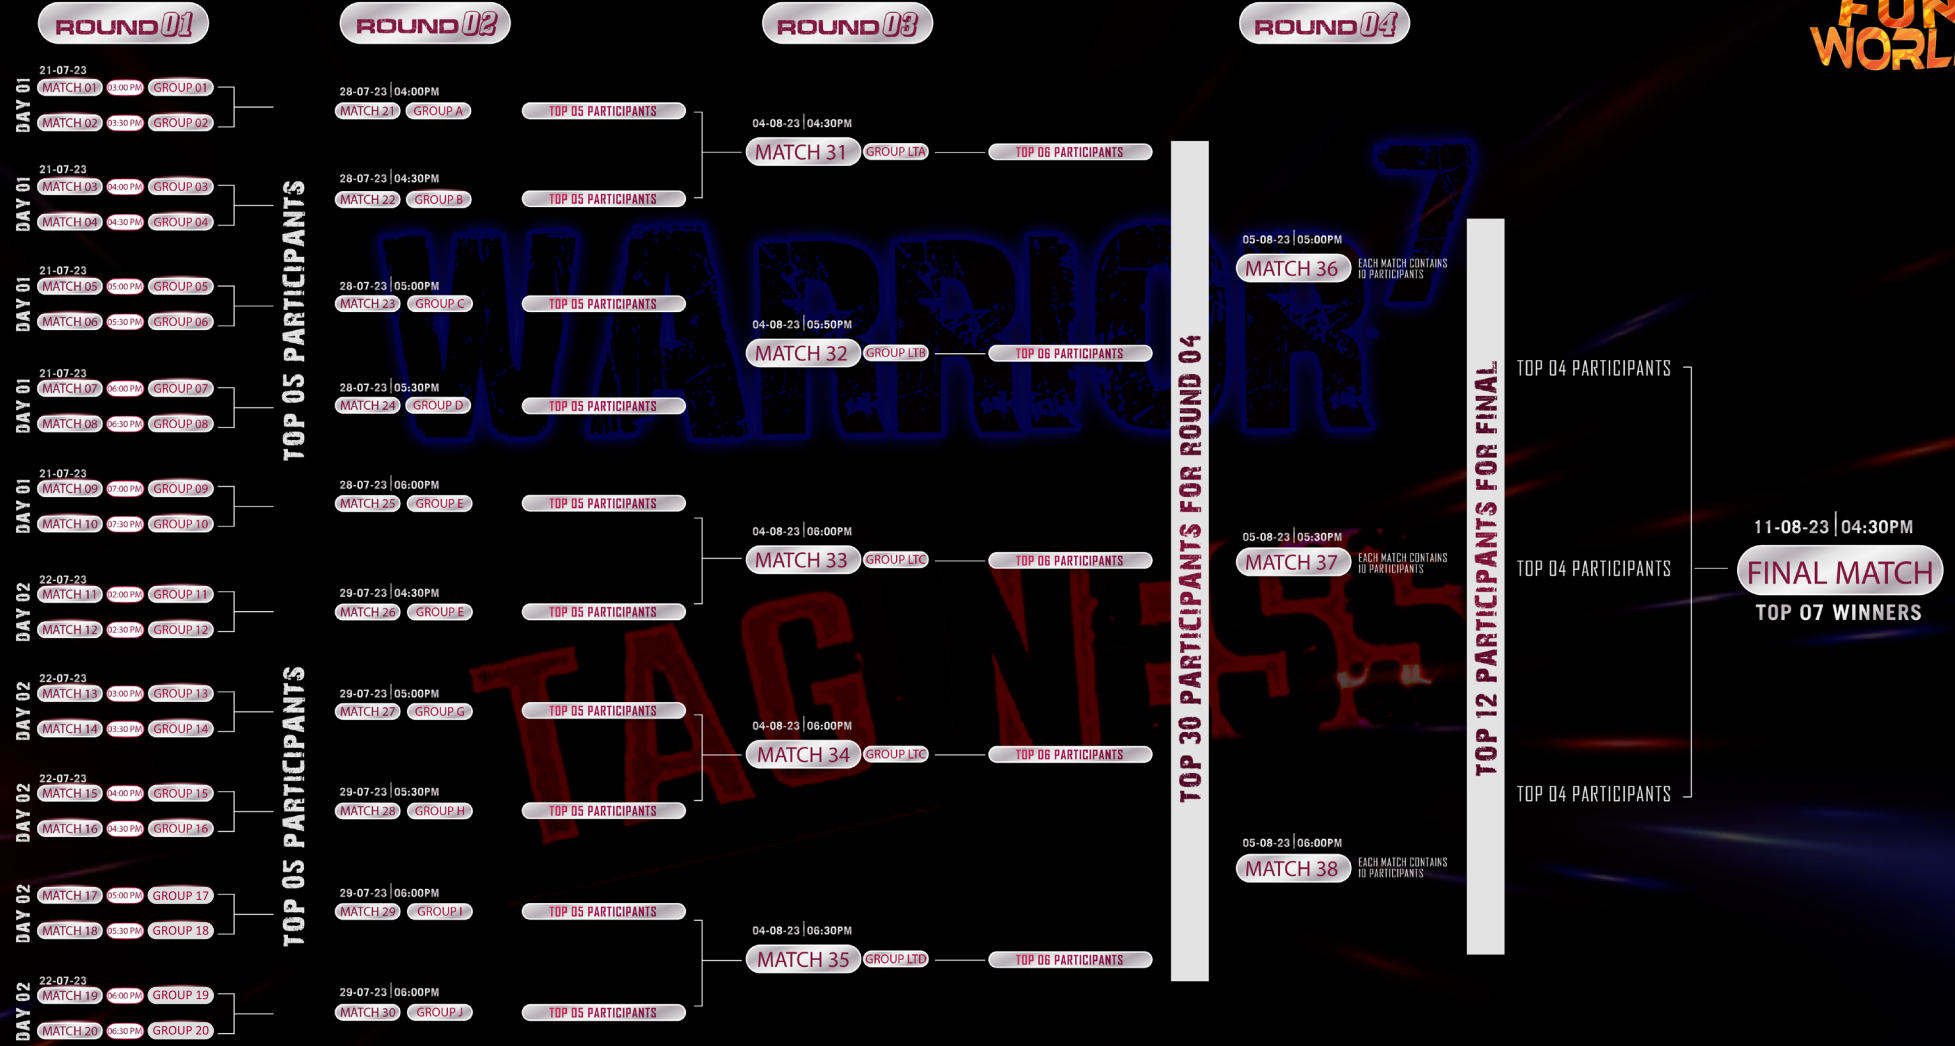 ROUND 01
ROUND 02
ROUND 03
ROUND 04
FUN
WORL
DAY 01
21-07-23
MATCH 01 03:00 PM GROUP 01
MATCH 02 03:30 PM GROUP 02
DAY 01
21-07-23
MATCH 03 04:00 PM GROUP 03
MATCH 04 04:30 PM GROUP 04
DAY 01
21-07-23
MATCH 05 05:00 PM GROUP 05
MATCH 06 05:30 PM GROUP 06
DAY 01
21-07-23
MATCH 07 06:00 PM GROUP 07
MATCH 08 06:30 PM GROUP 08
DAY 01
21-07-23
MATCH 09 07:00 PM GROUP 09
MATCH 10 07:30 PM GROUP 10
DAY 02
22-07-23
MATCH 11 02:00 PM GROUP 11
MATCH 12 02:30 PM GROUP 12
DAY 02
22-07-23
MATCH 13 03:00 PM GROUP 13
MATCH 14 03:30 PM GROUP 14
DAY 02
22-07-23
MATCH 15 04:00 PM GROUP 15
MATCH 16 04:30 PM GROUP 16
DAY 02
MATCH 17 05:00 PM GROUP 17
MATCH 18 05:30 PM GROUP 18
DAY 02
22-07-23
MATCH 19 06:00 PM GROUP 19
MATCH 20 06:30 PM GROUP 20
TOP 05 PARTICIPANTS
TOP 05 PARTICIPANTS
28-07-23|04:00PM
MATCH 21 GROUP A TOP 05 PARTICIPANTS
28-07-23|04:30PM
MATCH 22 GROUP B TOP 05 PARTICIPANTS
28-07-23|05:00PM
MATCH 23 GROUP C TOP 05 PARTICIPANTS
28-07-23|05:30PM
MATCH 24 GROUP D TOP 05 PARTICIPANTS
28-07-23|06:00PM
MATCH 25 GROUP E TOP 05 PARTICIPANTS
29-07-23|04:30PM
MATCH 26 GROUP E TOP 05 PARTICIPANTS
29-07-23|05:00PM
MATCH 27 GROUP G TOP 05 PARTICIPANTS
29-07-23|05:30PM
MATCH 28 GROUP H TOP 05 PARTICIPANTS
29-07-23|06:00PM
MATCH 29 GROUP I TOP 05 PARTICIPANTS
29-07-23|06:00PM
MATCH 30 GROUP J TOP 05 PARTICIPANTS
04-08-23|04:30PM
MATCH 31 GROUP LTA TOP 06 PARTICIPANTS
04-08-23|05:50PM
MATCH 32 GROUP LTB TOP 06 PARTICIPANTS
04-08-23|06:00PM
MATCH 33 GROUP LTC TOP 06 PARTICIPANTS
04-08-23|06:00PM
MATCH 34 GROUP LTC TOP 06 PARTICIPANTS
04-08-23|06:30PM
MATCH 35 GROUP LTD TOP 06 PARTICIPANTS
WARRIOR 7
TAG NESS
TOP 30 PARTICIPANTS FOR ROUND 04
05-08-23|05:00PM
MATCH 36 EACH MATCH CONTAINS
10 PARTICIPANTS
05-08-23|05:30PM
MATCH 37 EACH MATCH CONTAINS
10 PARTICIPANTS
05-08-23|06:00PM
MATCH 38 EACH MATCH CONTAINS
10 PARTICIPANTS
TOP 12 PARTICIPANTS FOR FINAL
TOP 04 PARTICIPANTS
TOP 04 PARTICIPANTS
TOP 04 PARTICIPANTS
11-08-23|04:30PM
FINAL MATCH
TOP 07 WINNERS